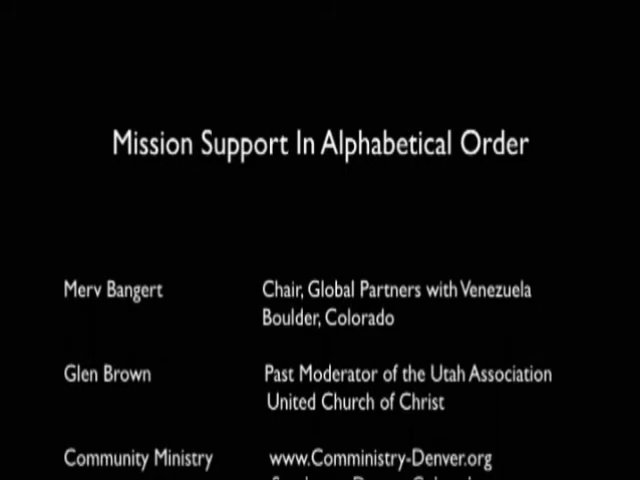 Mission Support In Alphabetical Order
Merv Bangert Chair, Global Partners with Venezuela
Boulder, Colorado
Glen Brown Past Moderator of the Utah Association
United Church of Christ
Community Ministry www.Comministry-Denver.org